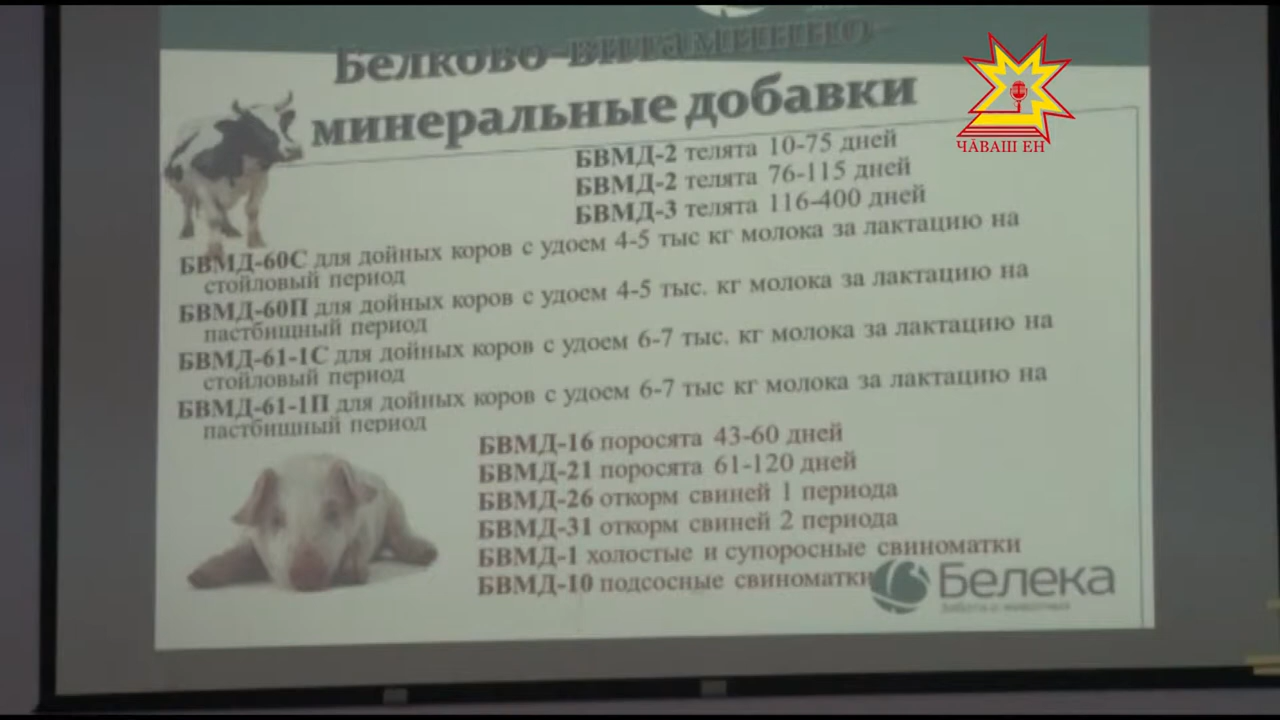 Белково-витаминно-
минеральные добавки
ЧӐВАШ ЕН
БВМД-2 телята 10-75 дней
БВМД-2 телята 76-115 дней
БВМД-3 телята 116-400 дней
БВМД-60С для дойных коров с удоем 4-5 тыс кг молока за лактацию на
стойловый период
БВМД-60П для дойных коров с удоем 4-5 тыс. кг молока за лактацию на
пастбищный период
БВМД-61-1С для дойных коров с удоем 6-7 тыс. кг молока за лактацию на
стойловый период
БВМД-61-1П для дойных коров с удоем 6-7 тыс кг молока за лактацию на
пастбищный период
БВМД-16 поросята 43-60 дней
БВМД-21 поросята 61-120 дней
БВМД-26 откорм свиней 1 периода
БВМД-31 откорм свиней 2 периода
БВМД-1 холостые и супоросные свиноматки
БВМД-10 подсосные свиноматки
Белека
Забота о животных